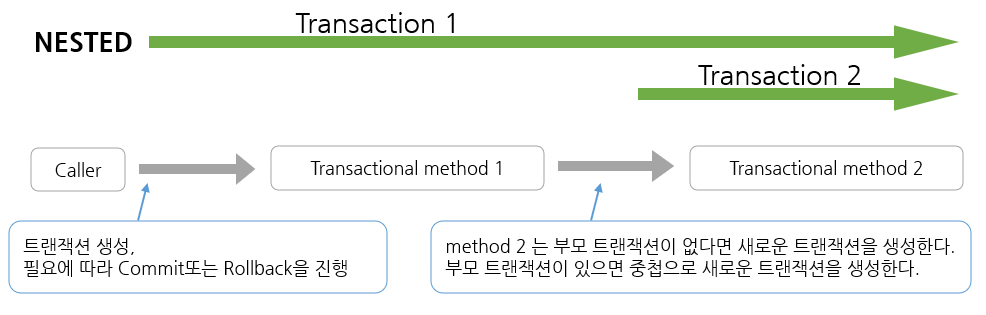 Transaction 1
NESTED
Transaction 2
Caller
Transactional method 1
Transactional method 2
트랜잭션 생성,
필요에 따라 Commit또는 Rollback을 진행
method 2 는 부모 트랜잭션이 없다면 새로운 트랜잭션을 생성한다.
부모 트랜잭션이 있으면 중첩으로 새로운 트랜잭션을 생성한다.